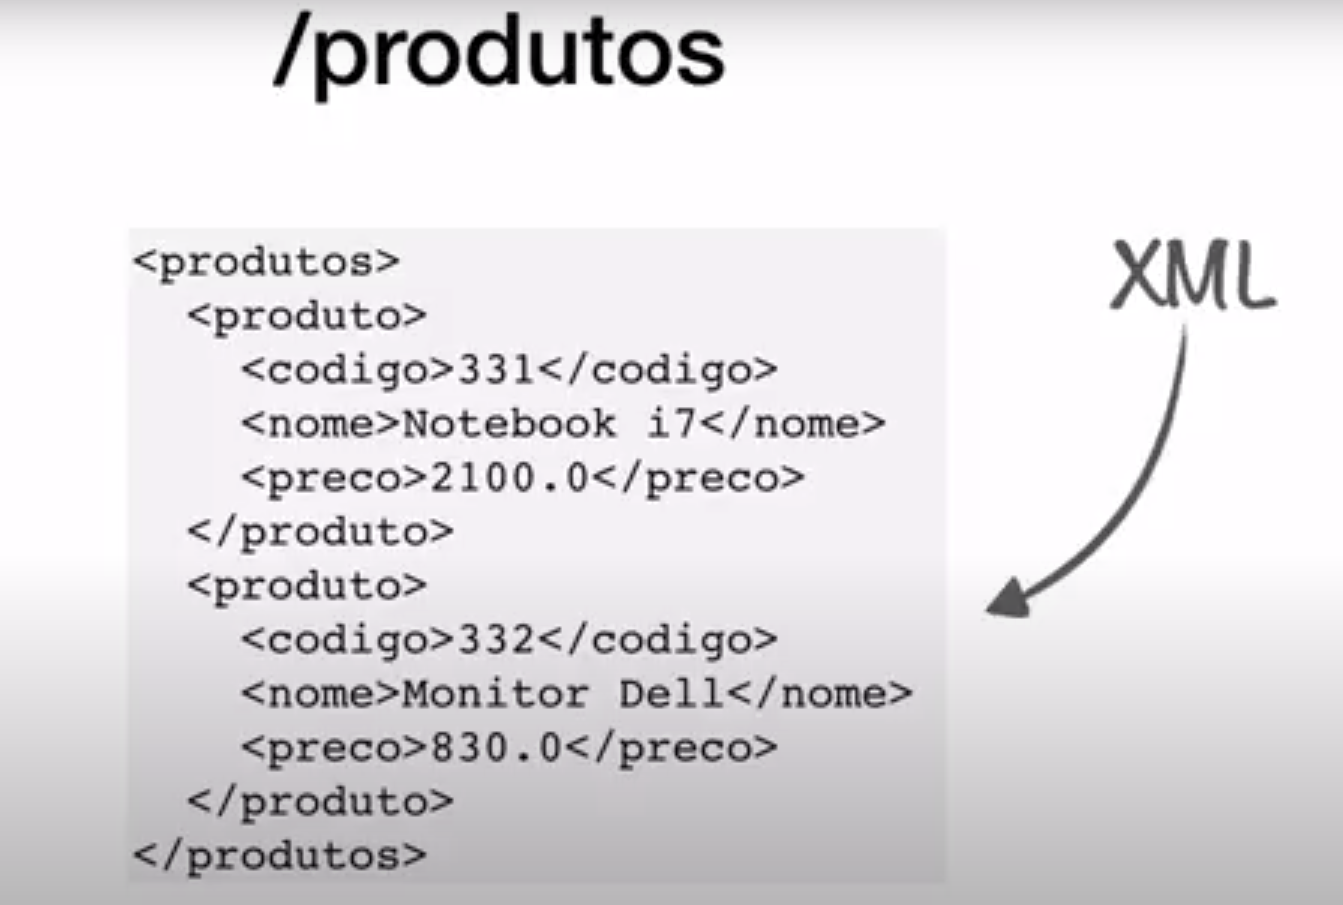 /produtos
XML
<produtos>
  <produto>
    <codigo>331</codigo>
    <nome>Notebook i7</nome>
    <preco>2100.0</preco>
  </produto>
  <produto>
    <codigo>332</codigo>
    <nome>Monitor Dell</nome>
    <preco>830.0</preco>
  </produto>
</produtos>